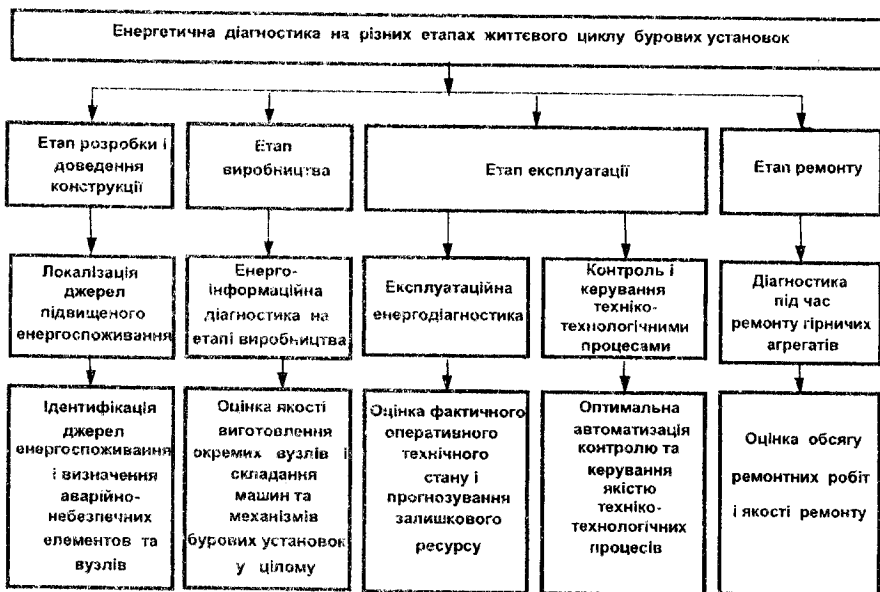 Енергетична діагностика на різних етапах життєвого циклу бурових установок
Етап розробки і
доведення
конструкції
Етап
виробництва
Етап експлуатації
Етап ремонту
Локалізація
джерел
підвищеного
енергоспоживання
Енерго-
інформаційна
діагностика на
етапі виробництва
Експлуатаційна
енергодіагностика
Контроль і
керування
техніко-
технологічними
процесами
Діагностика
під час
ремонту гірничих
агрегатів
Ідентифікація
джерел
енергоспоживання
і визначення
аварійно-
небезпечних
елементов та
вузлів
Оцінка якості
виготовлення
окремих вузлів і
складання
машин та
механізмів
бурових установок
у цілому
Оцінка фактичного
оперативного
технічного
стану і
прогнозування
залишкового
ресурсу
Оптимальна
автоматизація
контролю та
керування
якістю
техніко-
технологічних
процесів
Оцінка обсягу
ремонтних робіт
і якості ремонту